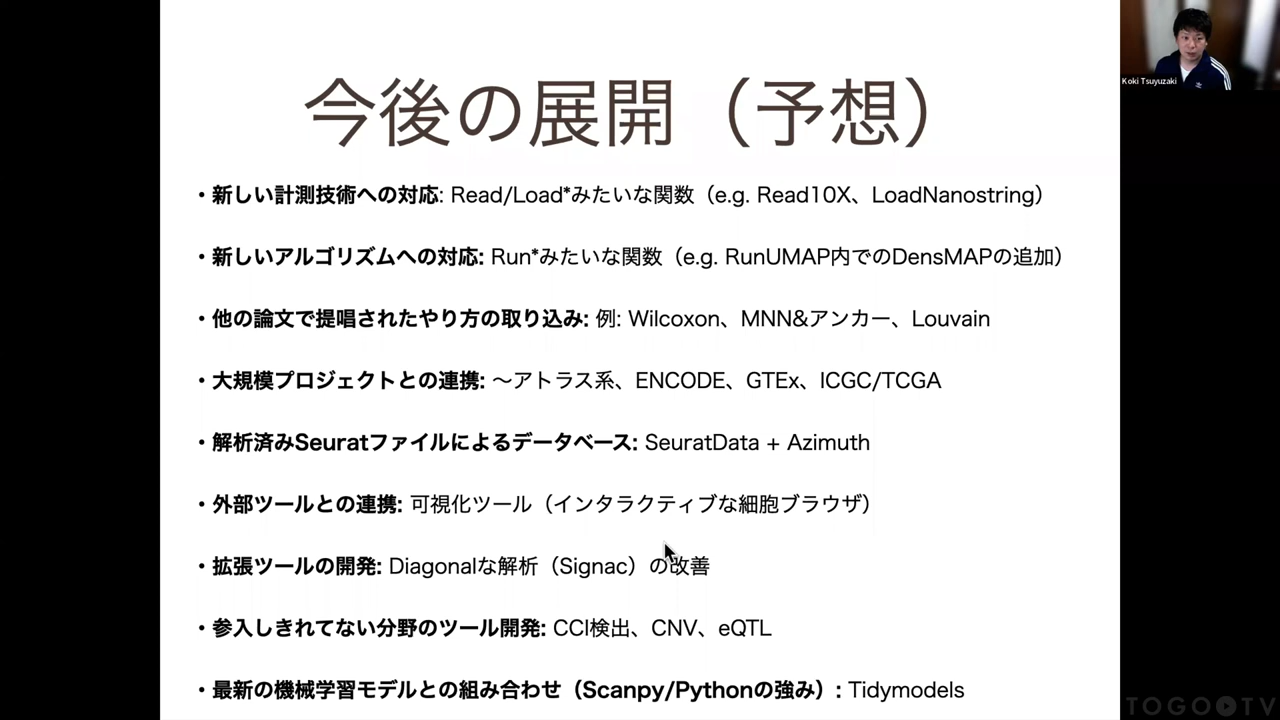 今後の展開（予想）
Koki Tsuyuzaki
・新しい計測技術への対応: Read/Load*みたいな関数（e.g. Read10X、LoadNanostring）
・新しいアルゴリズムへの対応: Run*みたいな関数（e.g. RunUMAP内でのDensMAPの追加）
・他の論文で提唱されたやり方の取り込み: 例: Wilcoxon、MNN&アンカー、Louvain
・大規模プロジェクトとの連携: 〜アトラス系、ENCODE、GTEx、ICGC/TCGA
・解析済みSeuratファイルによるデータベース: SeuratData + Azimuth
・外部ツールとの連携: 可視化ツール（インタラクティブな細胞ブラウザ）
・拡張ツールの開発: Diagonalな解析（Signac）の改善
・参入しきれてない分野のツール開発: CCI検出、CNV、eQTL
・最新の機械学習モデルとの組み合わせ（Scanpy/Pythonの強み）: Tidymodels
TOGO TV